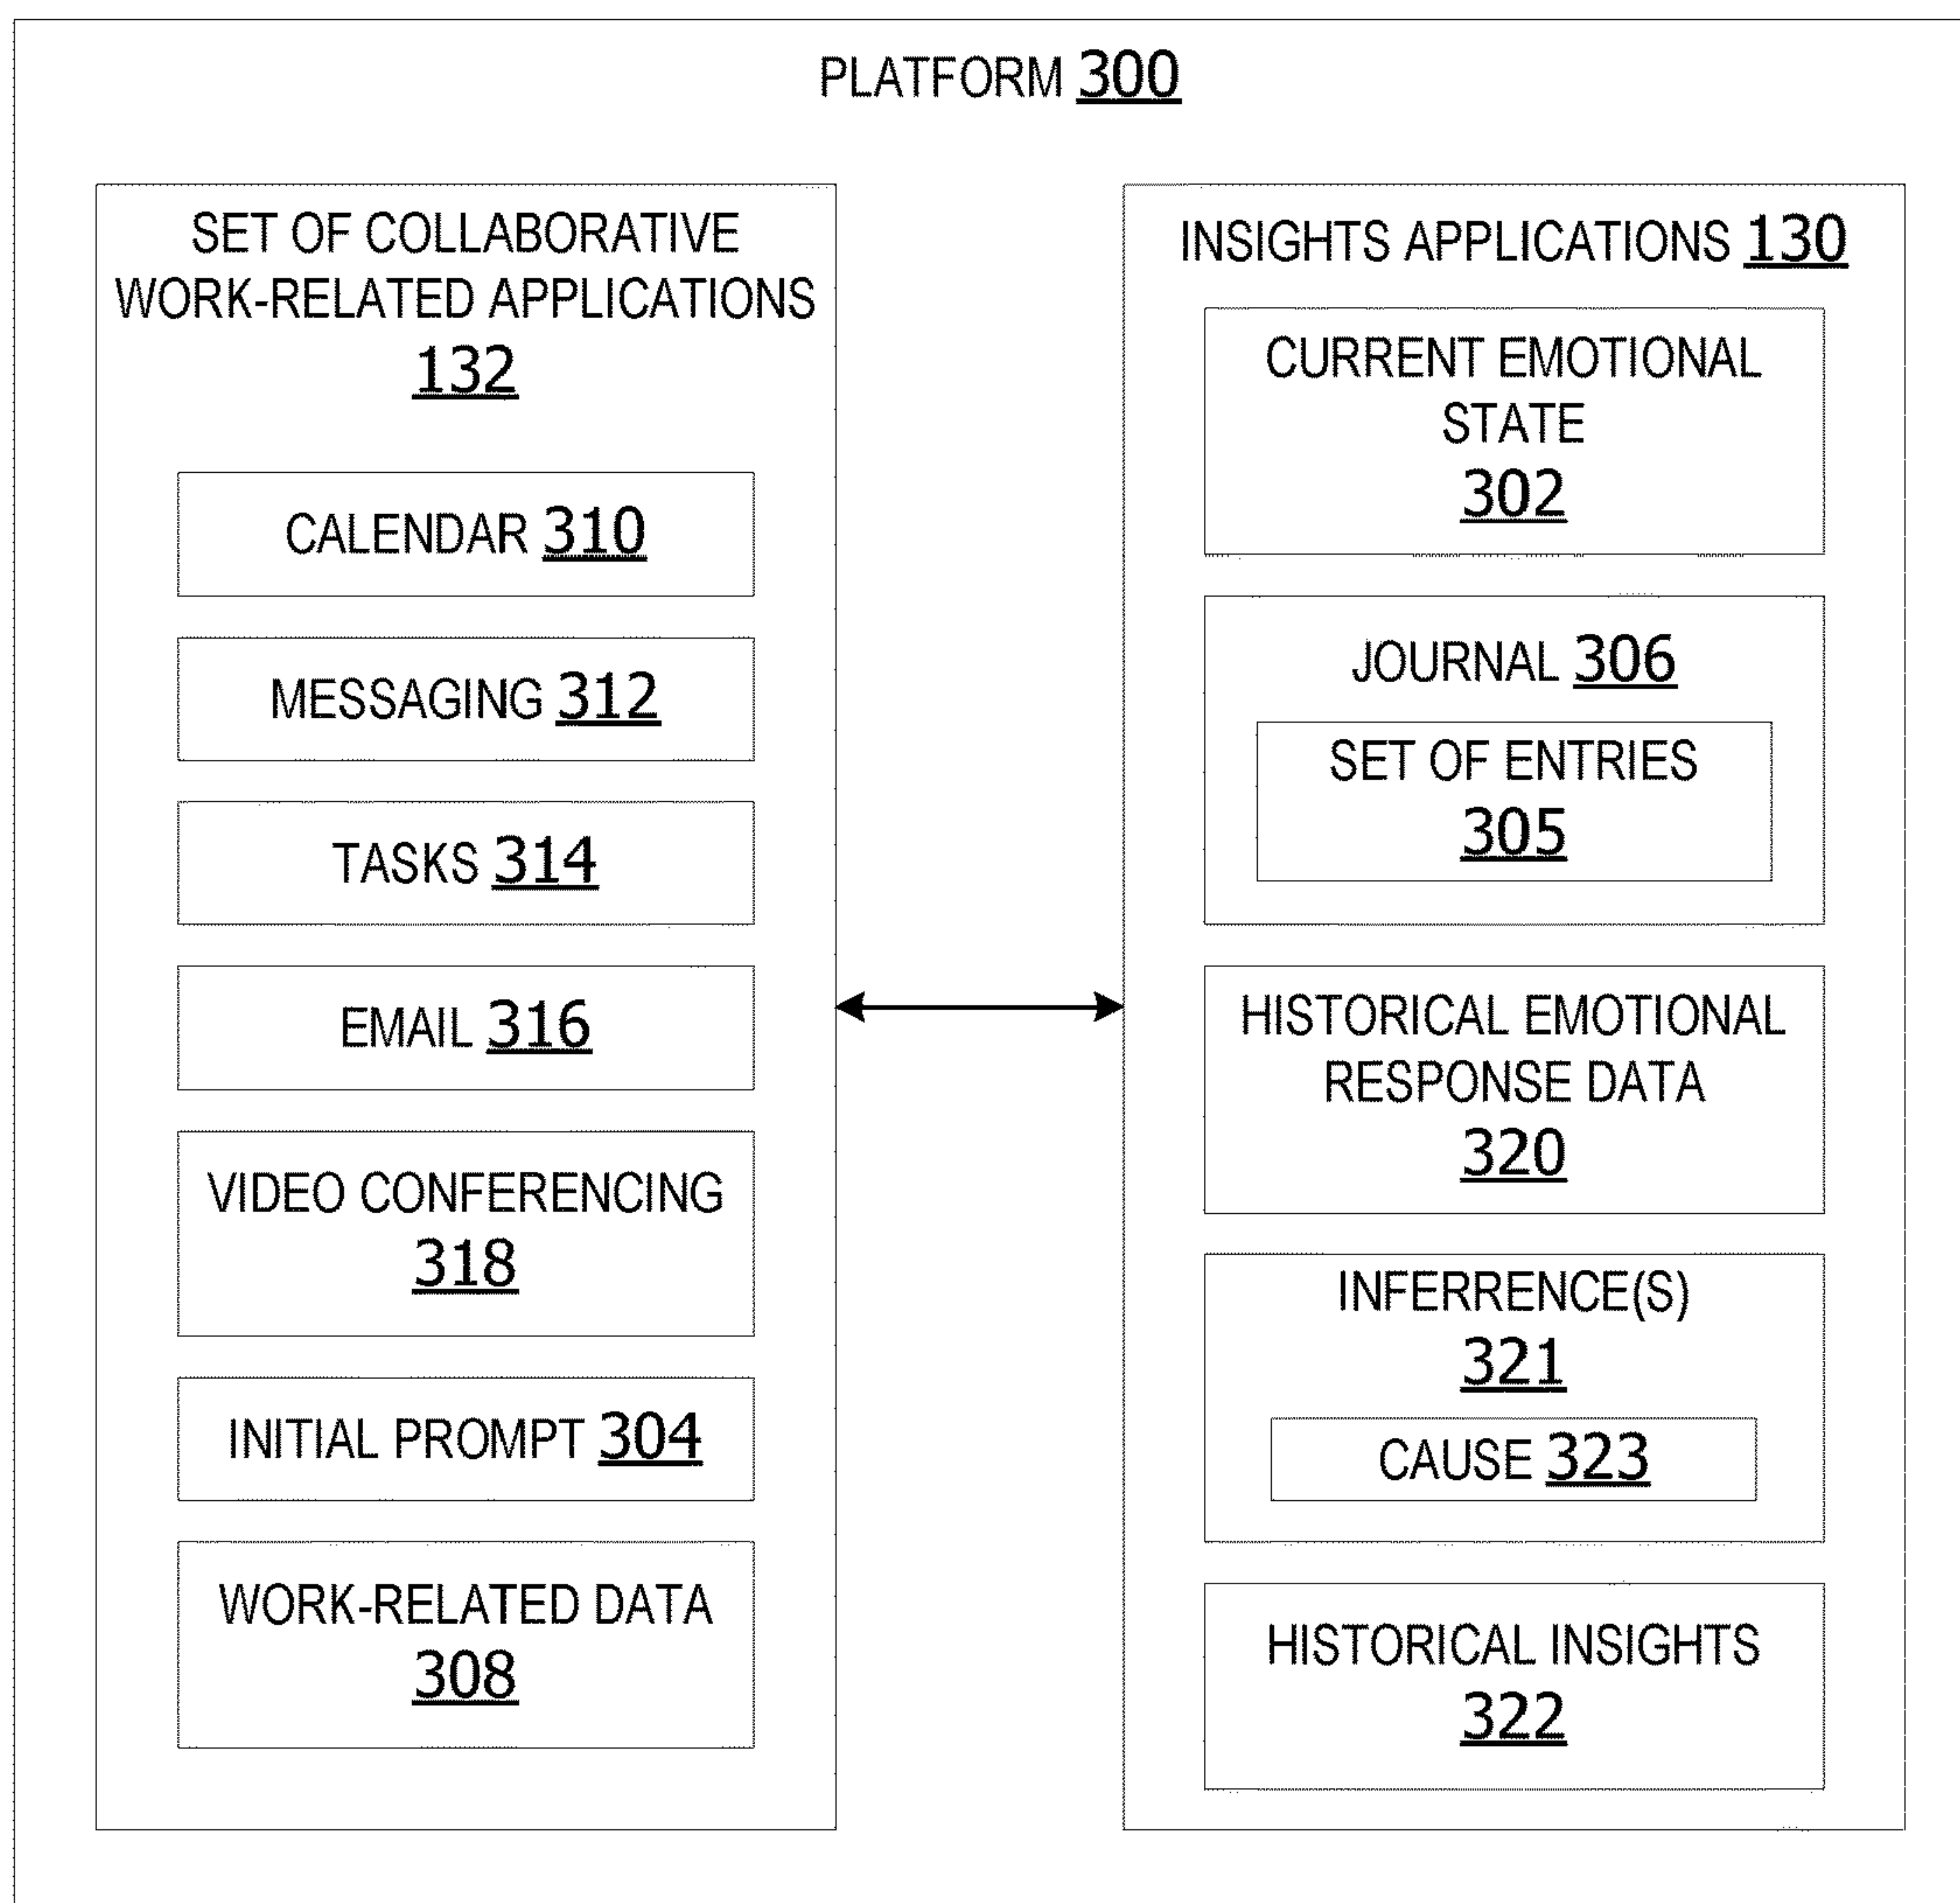 PLATFORM 300
SET OF COLLABORATIVE
WORK-RELATED APPLICATIONS
132
CALENDAR 310
MESSAGING 312
TASKS 314
EMAIL 316
VIDEO CONFERENCING
318
INITIAL PROMPT 304
WORK-RELATED DATA
308
INSIGHTS APPLICATIONS 130
CURRENT EMOTIONAL
STATE
302
JOURNAL 306
SET OF ENTRIES
305
HISTORICAL EMOTIONAL
RESPONSE DATA
320
INFERRENCE(S)
321
CAUSE 323
HISTORICAL INSIGHTS
322